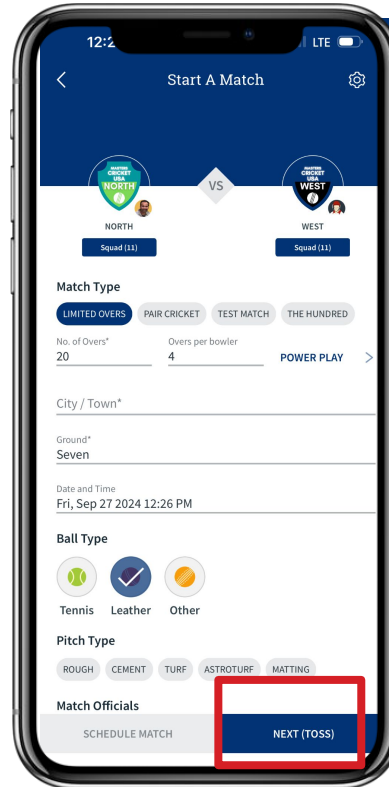 12:2
LTE
Start A Match
MASTERS
CRICKET
USA
NORTH
VS
MASTERS
CRICKET
USA
WEST
NORTH
WEST
Squad (11)
Squad (11)
Match Type
LIMITED OVERS PAIR CRICKET TEST MATCH THE HUNDRED
No. of Overs* Overs per bowler
20 4 POWER PLAY >
City / Town*
Ground*
Seven
Date and Time
Fri, Sep 27 2024 12:26 PM
Ball Type
Tennis Leather Other
Pitch Type
ROUGH CEMENT TURF ASTROTURF MATTING
Match Officials
SCHEDULE MATCH NEXT (TOSS)